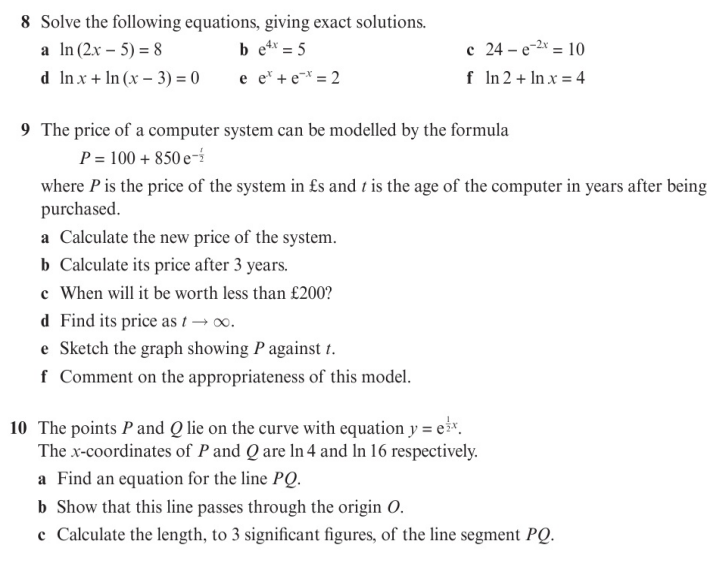 8 Solve the following equations, giving exact solutions.
a ln (2x – 5) = 8 b e⁴ˣ = 5 c 24 – e⁻²ˣ = 10
d ln x + ln (x – 3) = 0 e eˣ + e⁻ˣ = 2 f ln 2 + ln x = 4
9 The price of a computer system can be modelled by the formula
P = 100 + 850 e^{-\frac{t}{2}}
where P is the price of the system in £s and t is the age of the computer in years after being
purchased.
a Calculate the new price of the system.
b Calculate its price after 3 years.
c When will it be worth less than £200?
d Find its price as t → ∞.
e Sketch the graph showing P against t.
f Comment on the appropriateness of this model.
10 The points P and Q lie on the curve with equation y = e^{\frac{1}{2}x}.
The x-coordinates of P and Q are ln 4 and ln 16 respectively.
a Find an equation for the line PQ.
b Show that this line passes through the origin O.
c Calculate the length, to 3 significant figures, of the line segment PQ.